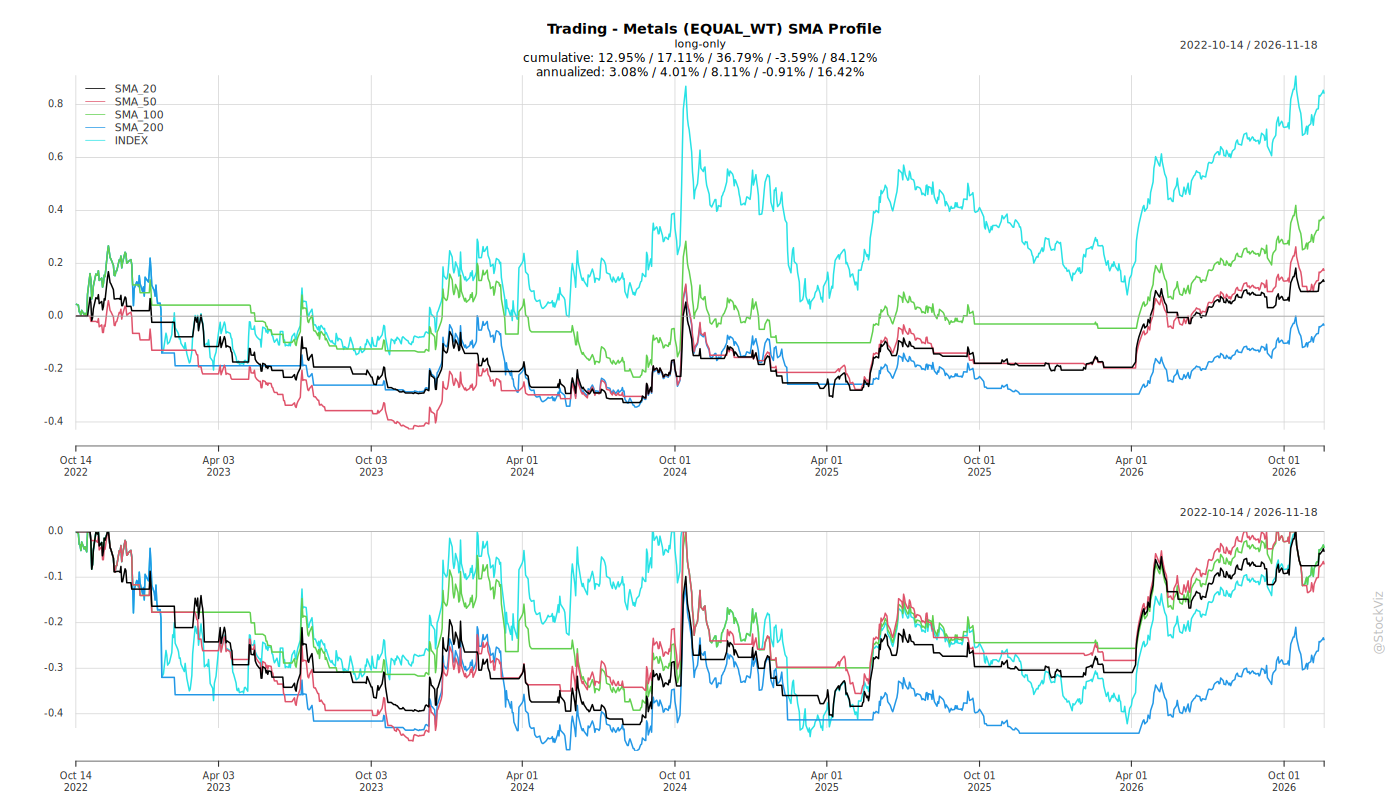 Trading - Metals (EQUAL_WT) SMA Profile
long-only
cumulative: 12.95% / 17.11% / 36.79% / -3.59% / 84.12%
annualized: 3.08% / 4.01% / 8.11% / -0.91% / 16.42%
2022-10-14 / 2026-11-18
SMA_20
SMA_50
SMA_100
SMA_200
INDEX
0.8
0.6
0.4
0.2
0.0
-0.2
-0.4
Oct 14 Apr 03 Oct 03 Apr 01 Oct 01 Apr 01 Oct 01 Apr 01 Oct 01
2022 2023 2023 2024 2024 2025 2025 2026 2026
2022-10-14 / 2026-11-18
0.0
-0.1
-0.2
-0.3
-0.4
Oct 14 Apr 03 Oct 03 Apr 01 Oct 01 Apr 01 Oct 01 Apr 01 Oct 01
2022 2023 2023 2024 2024 2025 2025 2026 2026
@StockViz